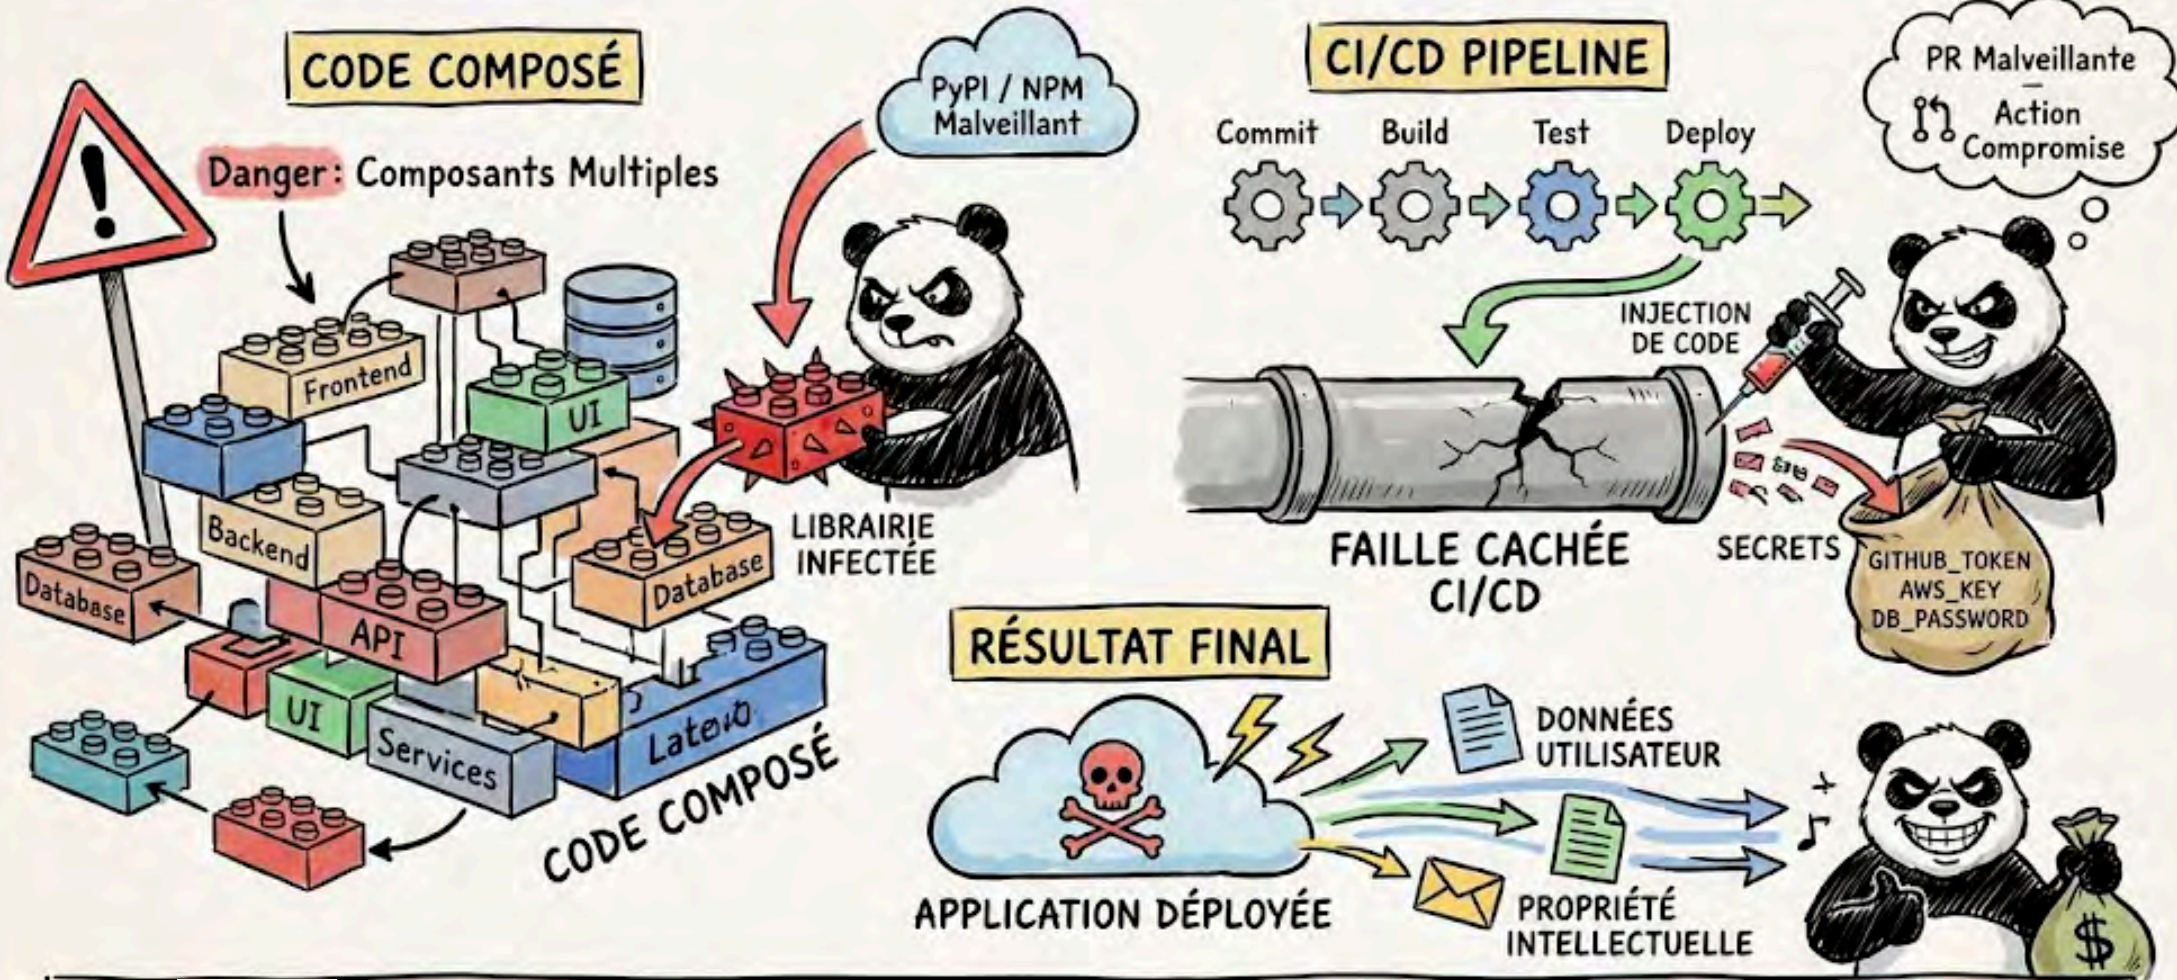 CODE COMPOSÉ
Danger: Composants Multiples
PyPI / NPM
Malveillant
Frontend
UI
Backend
Database
API
Database
UI
Services
LIBRAIRIE
INFECTÉE
CODE COMPOSÉ
CI/CD PIPELINE
Commit
Build
Test
Deploy
PR Malveillante
Action
Compromise
INJECTION
DE CODE
FAILLE CACHÉE
CI/CD
SECRETS
GITHUB_TOKEN
AWS_KEY
DB_PASSWORD
RÉSULTAT FINAL
APPLICATION DÉPLOYÉE
DONNÉES
UTILISATEUR
PROPRIÉTÉ
INTELLECTUELLE
$